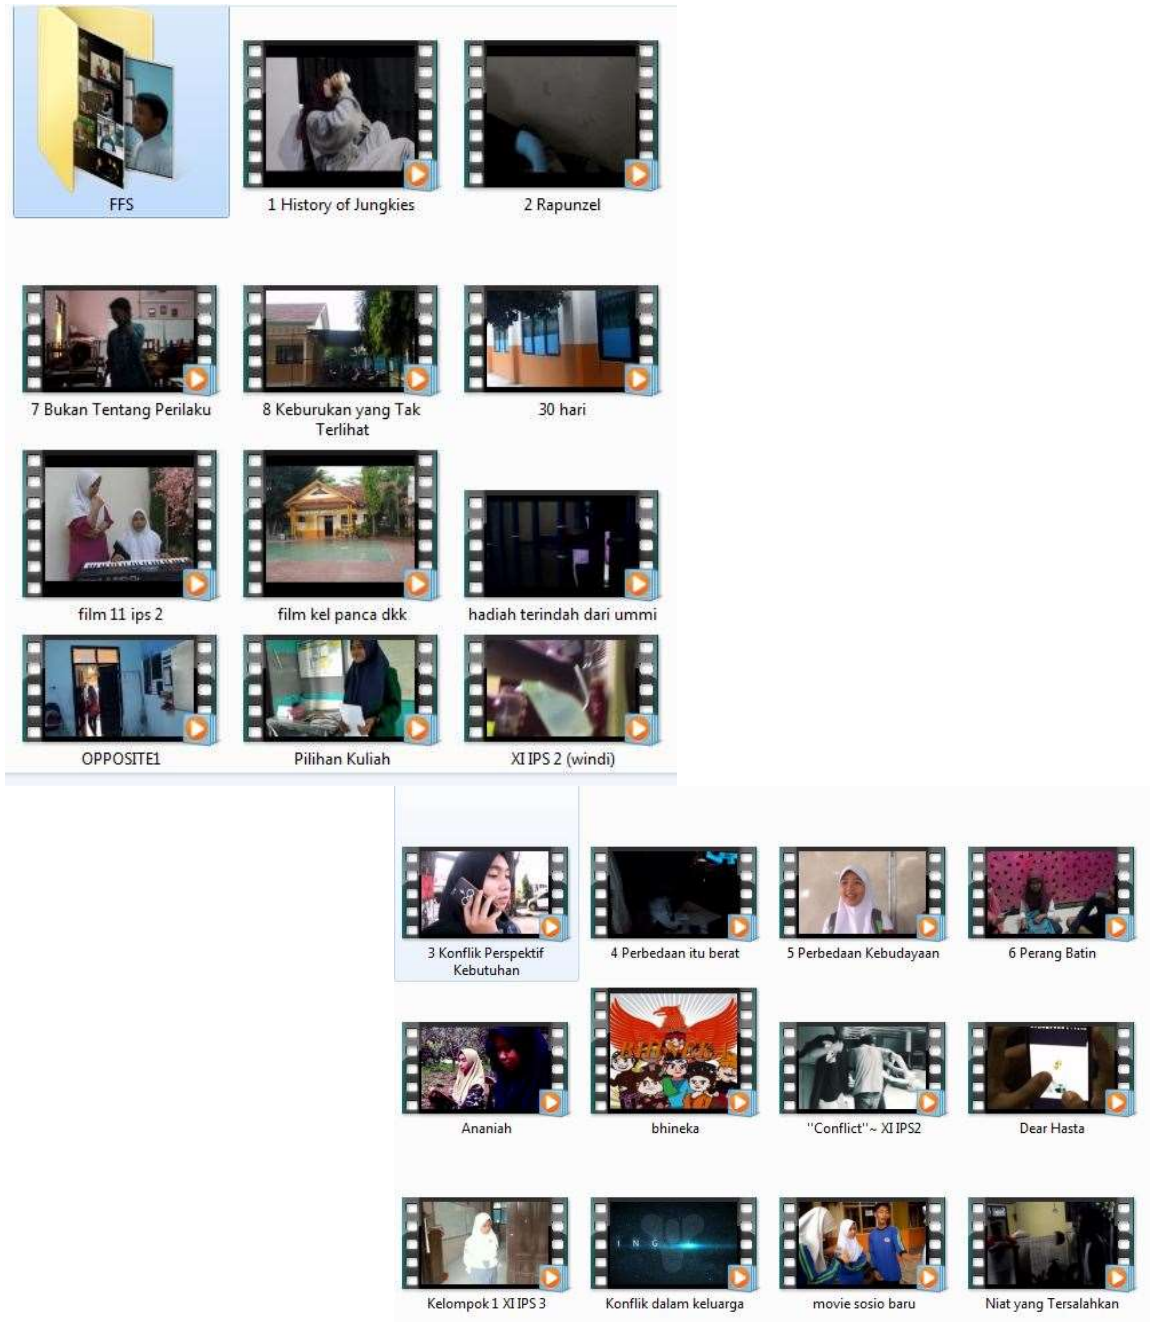 FFS
1 History of Jungkies
2 Rapunzel
7 Bukan Tentang Perilaku
8 Keburukan yang Tak
Terlihat
30 hari
film 11 ips 2
film kel panca dkk
hadiah terindah dari ummi
OPPOSITE1
Pilihan Kuliah
XI IPS 2 (windi)
3 Konflik Perspektif
Kebutuhan
4 Perbedaan itu berat
5 Perbedaan Kebudayaan
6 Perang Batin
Ananiah
bhineka
"Conflict"~ XI IPS2
Dear Hasta
I N G
Kelompok 1 XI IPS 3
Konflik dalam keluarga
movie sosio baru
Niat yang Tersalahkan